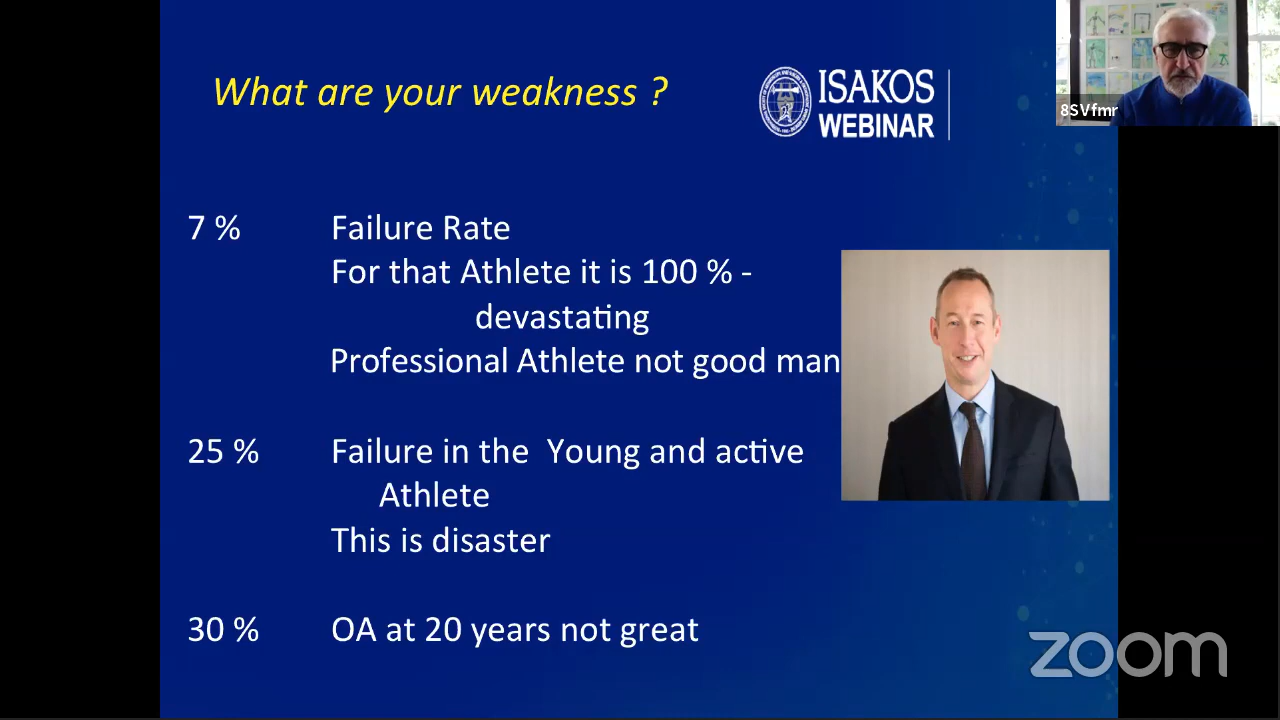 What are your weakness ?
ISAKOS
WEBINAR
8SVfmr
7 %
Failure Rate
For that Athlete it is 100 % -
devastating
Professional Athlete not good man
25 %
Failure in the Young and active
Athlete
This is disaster
30 %
OA at 20 years not great
zoom